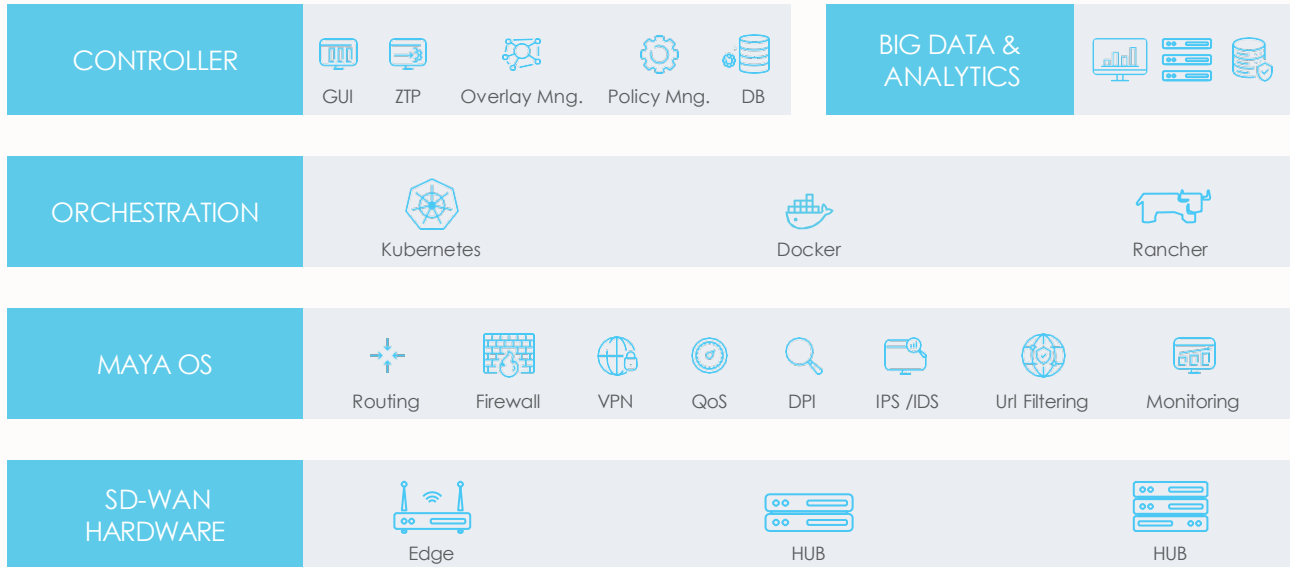 CONTROLLER
GUI
ZTP
Overlay Mng.
Policy Mng.
DB
BIG DATA &
ANALYTICS
ORCHESTRATION
Kubernetes
Docker
Rancher
MAYA OS
Routing
Firewall
VPN
QoS
DPI
IPS /IDS
Url Filtering
Monitoring
SD-WAN
HARDWARE
Edge
HUB
HUB